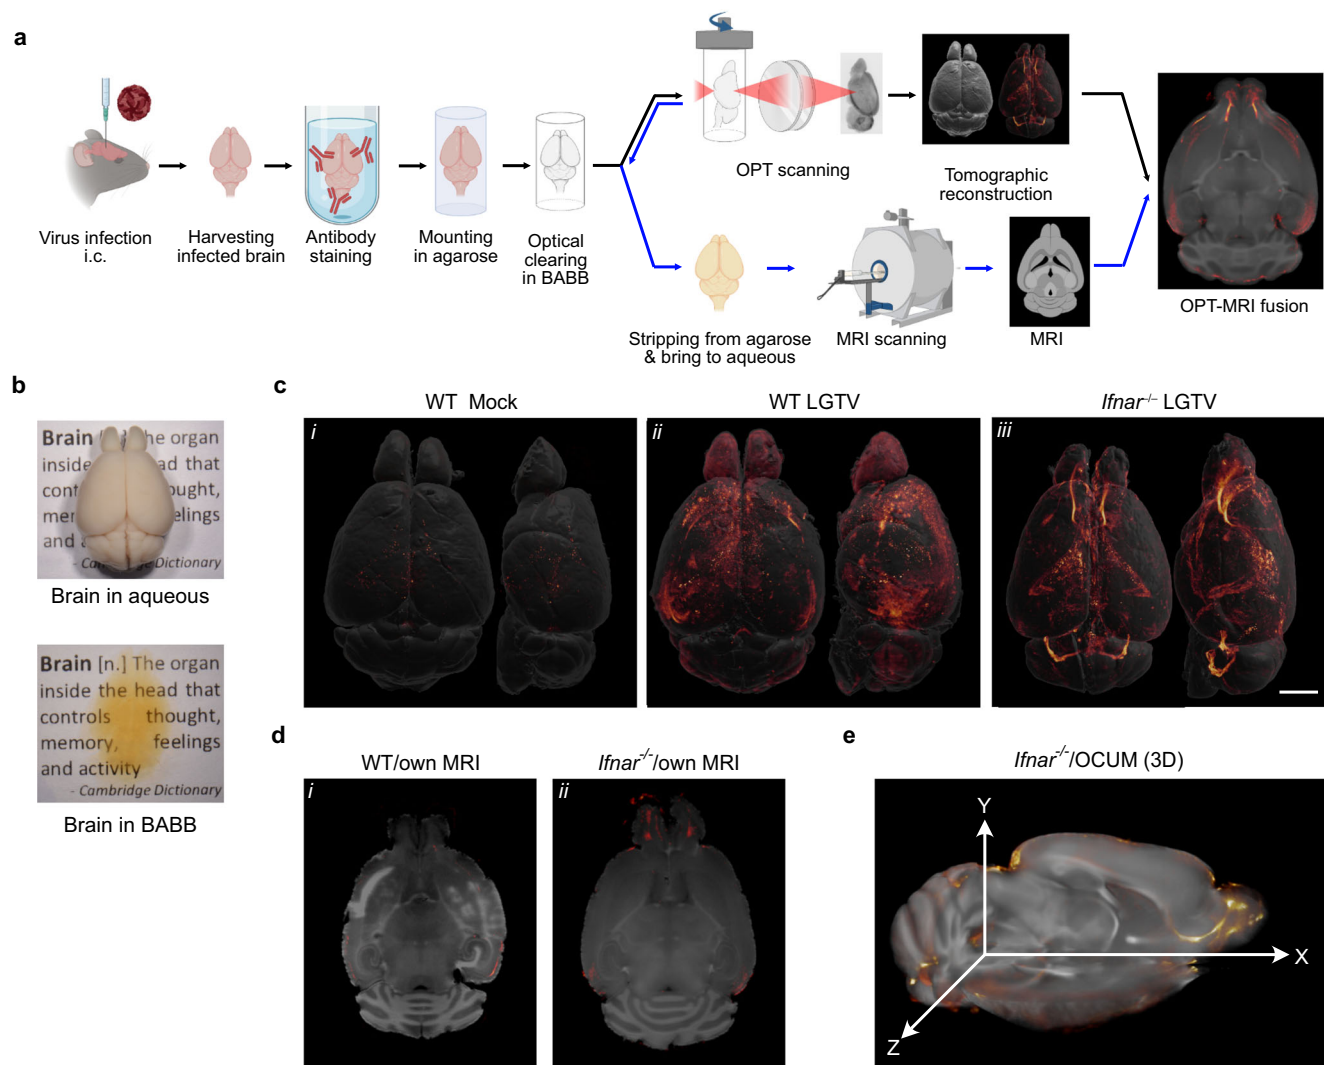 a
Virus infection
i.c.
Harvesting
infected brain
Antibody
staining
Mounting
in agarose
Optical
clearing
in BABB
OPT scanning
Tomographic
reconstruction
Stripping from agarose
& bring to aqueous
MRI scanning
MRI
OPT-MRI fusion
b
Brain he organ
inside ad that
ought,
elings
and
Dictionary
Brain in aqueous
Brain [n.] The organ
inside the head that
controls thought,
memory, feelings
and activity
- Cambridge Dictionary
Brain in BABB
c
WT Mock
i
WT LGTV
ii
Ifnar–/– LGTV
iii
d
WT/own MRI
i
Ifnar-/-/own MRI
ii
e
Ifnar-/-/OCUM (3D)
Y
X
Z